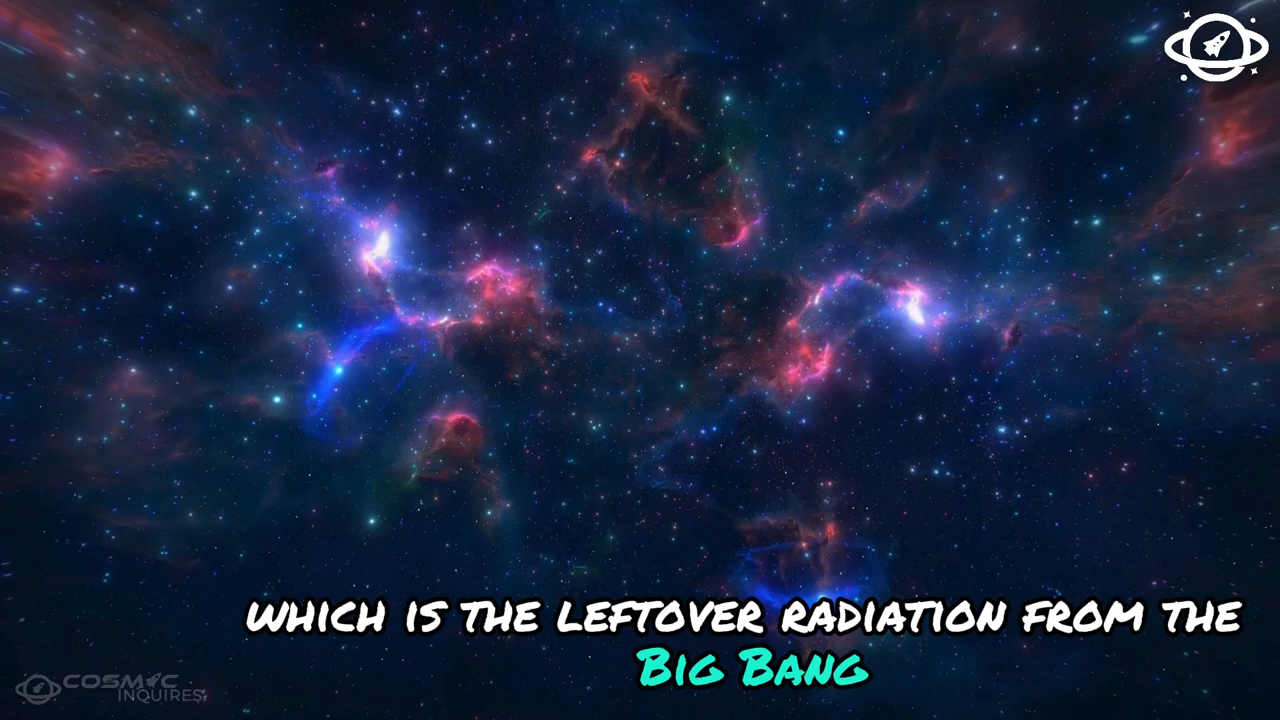 which is the leftover radiation from the
Big Bang
COSMIC
INQUIRES